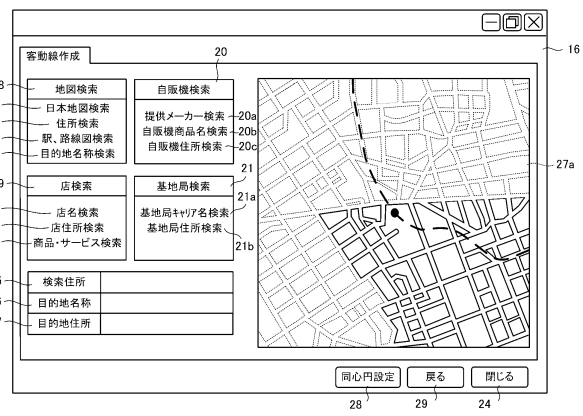 客動線作成
16
20
8
地図検索
日本地図検索
住所検索
駅、路線図検索
目的地名称検索
自販機検索
提供メーカー検索 20a
自販機商品名検索 20b
自販機住所検索 20c
27a
9
店検索
店名検索
店住所検索
商品・サービス検索
基地局検索
21
基地局キャリア名検索 21a
基地局住所検索
21b
検索住所
目的地名称
目的地住所
同心円設定
戻る
閉じる
28
29
24